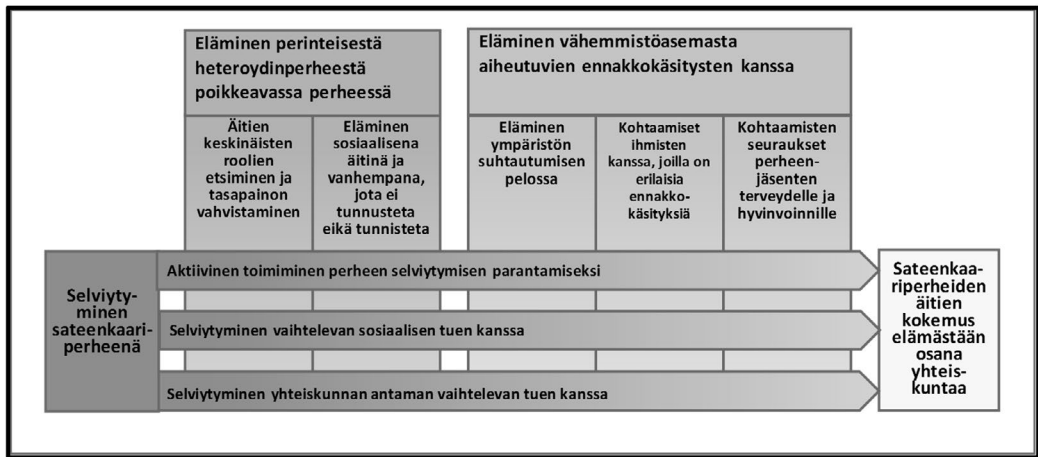 Eläminen perinteisestä
heteroydinperheestä
poikkeavassa perheessä
Eläminen vähemmistöasemasta
aiheutuvien ennakkokäsitysten kanssa
Äitien
keskinäisten
roolien
etsiminen ja
tasapainon
vahvistaminen
Eläminen
sosiaalisena
äitinä ja
vanhempana,
jota ei
tunnusteta
eikä tunnisteta
Eläminen
ympäristön
suhtautumisen
pelossa
Kohtaamiset
ihmisten
kanssa, joilla on
erilaisia
ennakko-
käsityksiä
Kohtaamisten
seuraukset
perheen-
jäsenten
terveydelle ja
hyvinvoinnille
Selviyty-
minen
sateenkaari-
perheenä
Aktiivinen toimiminen perheen selviytymisen parantamiseksi
Selviytyminen vaihtelevan sosiaalisen tuen kanssa
Selviytyminen yhteiskunnan antaman vaihtelevan tuen kanssa
Sateenkaa-
riperheiden
äitien
kokemus
elämästään
osana
yhteis-
kuntaa